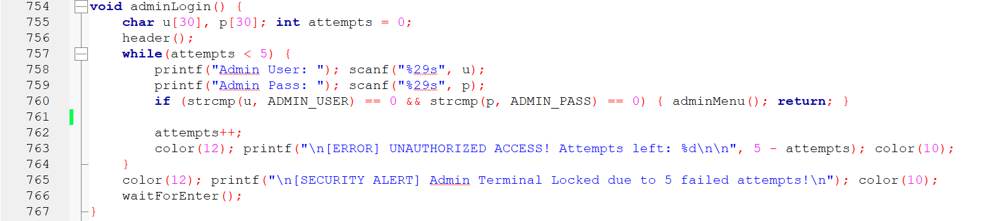 754 void adminLogin() {
755     char u[30], p[30]; int attempts = 0;
756     header();
757     while(attempts < 5) {
758         printf("Admin User: "); scanf("%29s", u);
759         printf("Admin Pass: "); scanf("%29s", p);
760         if (strcmp(u, ADMIN_USER) == 0 && strcmp(p, ADMIN_PASS) == 0) { adminMenu(); return; }
761
762         attempts++;
763         color(12); printf("\n[ERROR] UNAUTHORIZED ACCESS! Attempts left: %d\n\n", 5 - attempts); color(10);
764     }
765     color(12); printf("\n[SECURITY ALERT] Admin Terminal Locked due to 5 failed attempts!\n"); color(10);
766     waitForEnter();
767 }